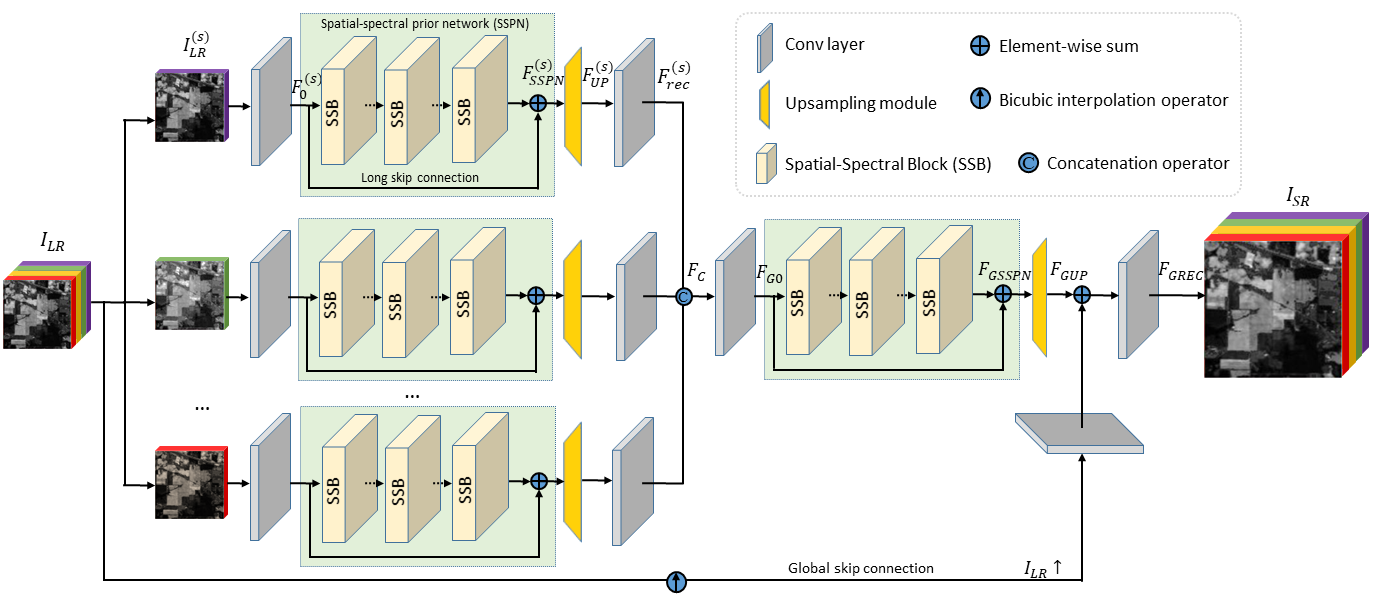 Spatial-spectral prior network (SSPN)
I_{LR}^{(s)}
F_0^{(s)}
SSB
...
SSB
...
SSB
F_{SSPN}^{(s)}
F_{UP}^{(s)}
F_{rec}^{(s)}
Long skip connection
Conv layer
Element-wise sum
Upsampling module
Bicubic interpolation operator
Spatial-Spectral Block (SSB)
C
Concatenation operator
I_{LR}
SSB
...
SSB
...
SSB
F_C
C
F_{G0}
SSB
...
SSB
...
SSB
F_{GSSPN}
F_{GUP}
F_{GREC}
I_{SR}
...
...
SSB
...
SSB
...
SSB
Global skip connection
I_{LR} ↑